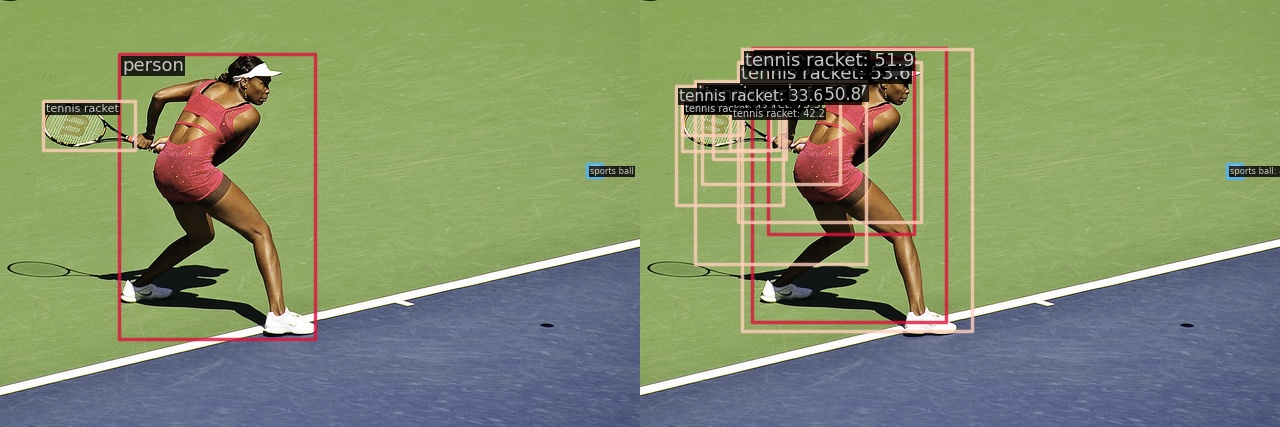 person
tennis racket
sports ball
tennis racket: 51.9
tennis racket: 53.6
tennis racket: 33.6
50.8
tennis racket: 42.2
sports ball: